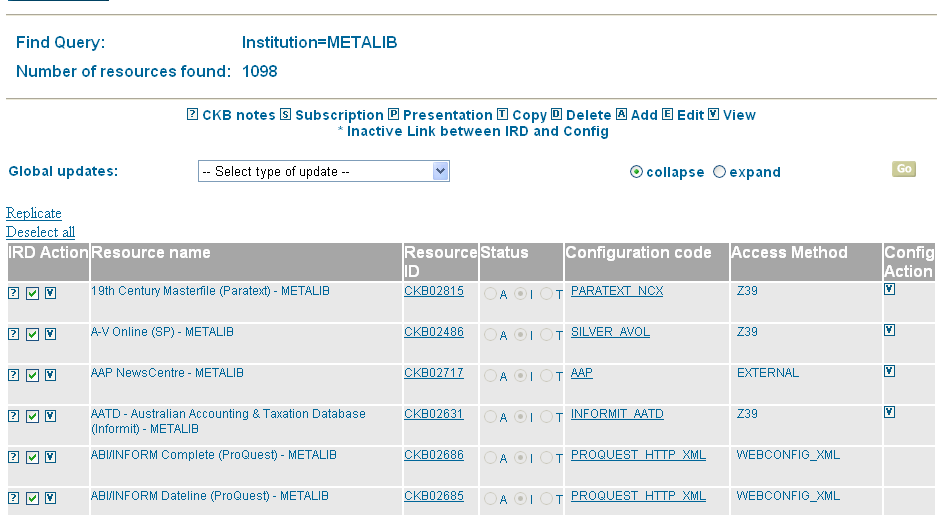 Find Query: Institution=METALIB
Number of resources found: 1098
? CKB notes S Subscription P Presentation T Copy D Delete A Add E Edit V View
* Inactive Link between IRD and Config
Global updates: -- Select type of update -- collapse expand Go
Replicate
Deselect all
IRD Action Resource name Resource ID Status Configuration code Access Method Config Action
? V 19th Century Masterfile (Paratext) - METALIB CKB02815 A I T PARATEXT_NCX Z39 V
? V A-V Online (SP) - METALIB CKB02486 A I T SILVER_AVOL Z39 V
? V AAP NewsCentre - METALIB CKB02717 A I T AAP EXTERNAL V
? V AATD - Australian Accounting & Taxation Database CKB02631 A I T INFORMIT_AATD Z39 V
(Informit) - METALIB
? V ABI/INFORM Complete (ProQuest) - METALIB CKB02686 A I T PROQUEST_HTTP_XML WEBCONFIG_XML
? V ABI/INFORM Dateline (ProQuest) - METALIB CKB02685 A I T PROQUEST_HTTP_XML WEBCONFIG_XML